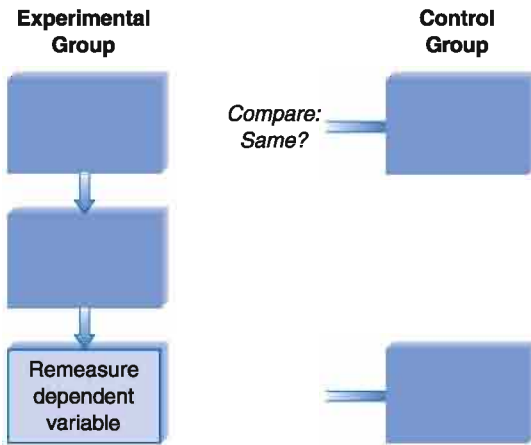 Experimental
Group
Control
Group
Compare:
Same?
Remeasure
dependent
variable